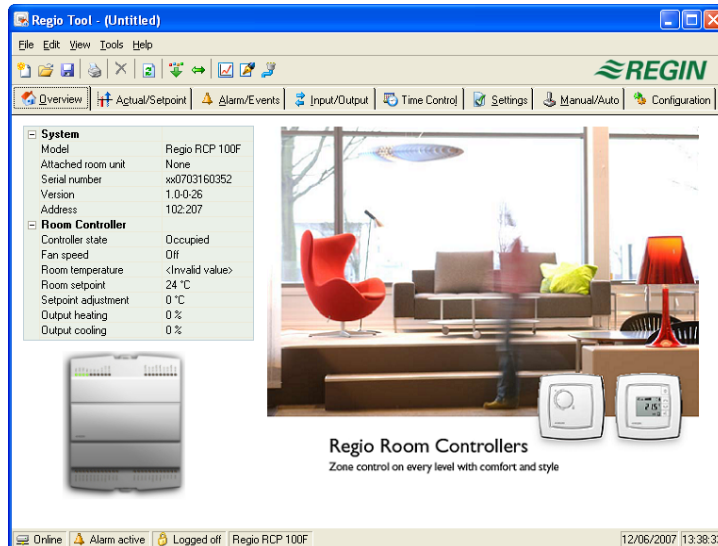 Regio Tool - (Untitled)
File Edit View Tools Help
REGIN
Overview Actual/Setpoint Alarm/Events Input/Output Time Control Settings Manual/Auto Configuration
System
Model Regio RCP 100F
Attached room unit None
Serial number xx0703160352
Version 1.0-0-26
Address 102:207
Room Controller
Controller state Occupied
Fan speed Off
Room temperature <Invalid value>
Room setpoint 24 °C
Setpoint adjustment 0 °C
Output heating 0 %
Output cooling 0 %
Regio Room Controllers
Zone control on every level with comfort and style
Online Alarm active Logged off Regio RCP 100F 12/06/2007